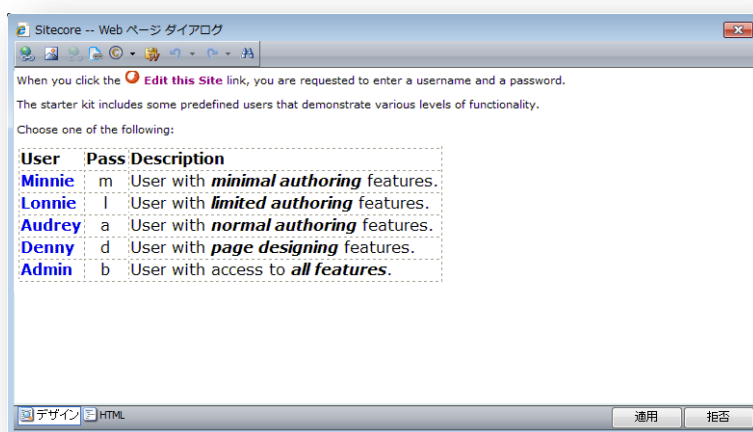 Sitecore -- Web ページ ダイアログ
When you click the Edit this Site link, you are requested to enter a username and a password.
The starter kit includes some predefined users that demonstrate various levels of functionality.
Choose one of the following:
User Pass Description
Minnie m User with minimal authoring features.
Lonnie l User with limited authoring features.
Audrey a User with normal authoring features.
Denny d User with page designing features.
Admin b User with access to all features.
デザイン HTML 適用 拒否